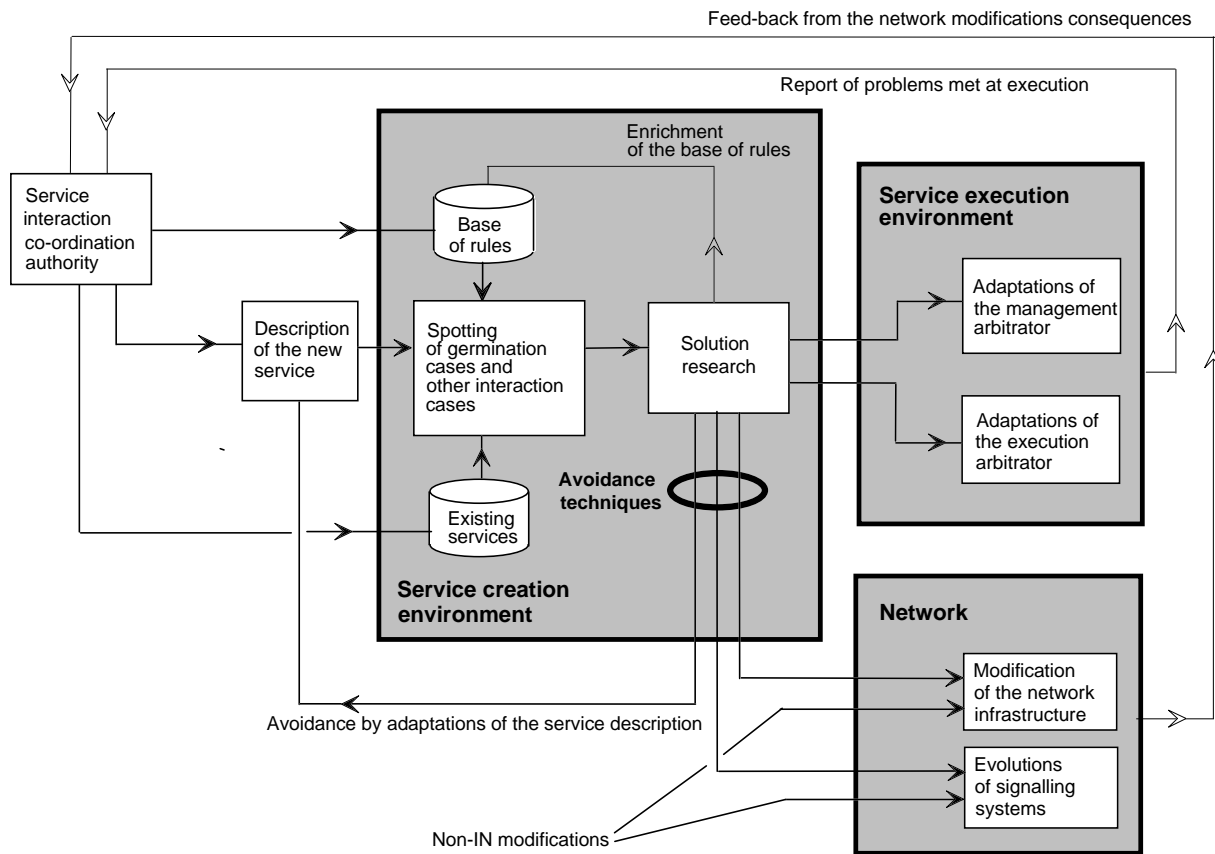 Feed-back from the network modifications consequences
Report of problems met at execution
Enrichment
of the base of rules
Service
interaction
co-ordination
authority
Base
of rules
Service execution
environment
Adaptations of
the management
arbitrator
Description
of the new
service
Spotting
of germination
cases and
other interaction
cases
Solution
research
Adaptations of
the execution
arbitrator
Avoidance
techniques
Existing
services
Service creation
environment
Network
Modification
of the network
infrastructure
Avoidance by adaptations of the service description
Evolutions
of signalling
systems
Non-IN modifications